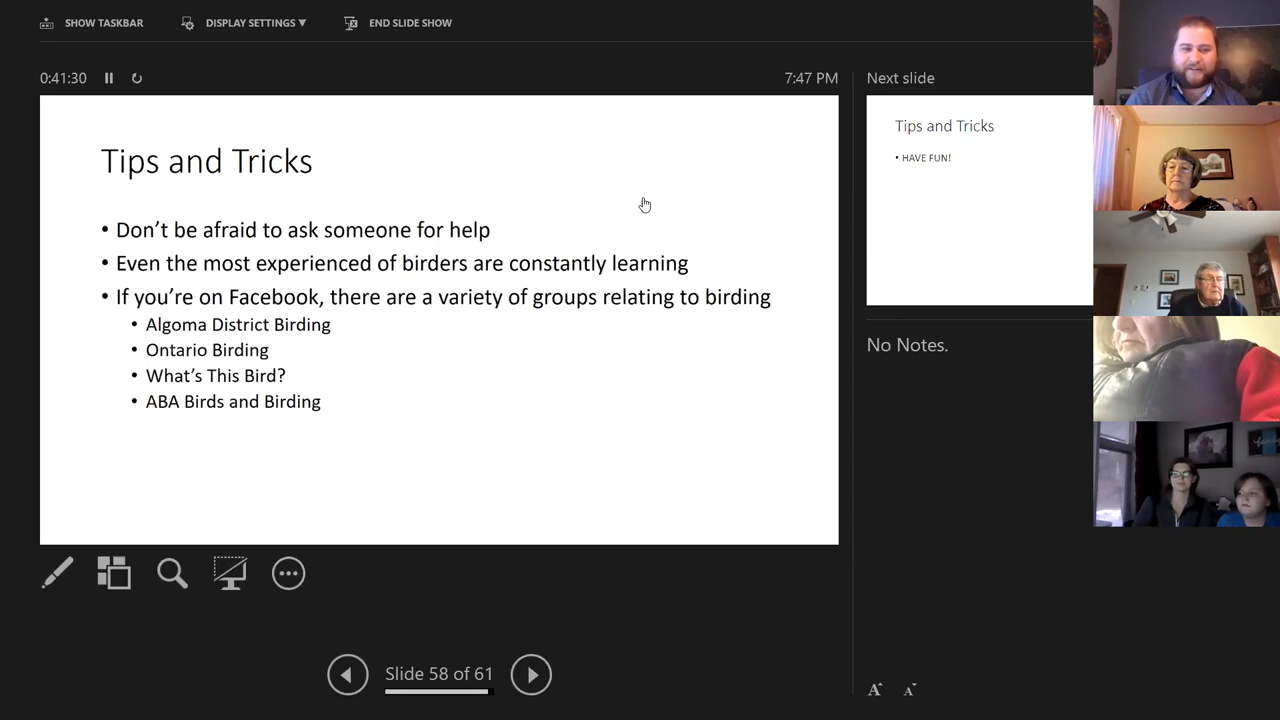 SHOW TASKBAR
DISPLAY SETTINGS ▼
END SLIDE SHOW
0:41:30
7:47 PM
Tips and Tricks
• Don’t be afraid to ask someone for help
• Even the most experienced of birders are constantly learning
• If you’re on Facebook, there are a variety of groups relating to birding
• Algoma District Birding
• Ontario Birding
• What’s This Bird?
• ABA Birds and Birding
Slide 58 of 61
Next slide
Tips and Tricks
• HAVE FUN!
No Notes.
A A